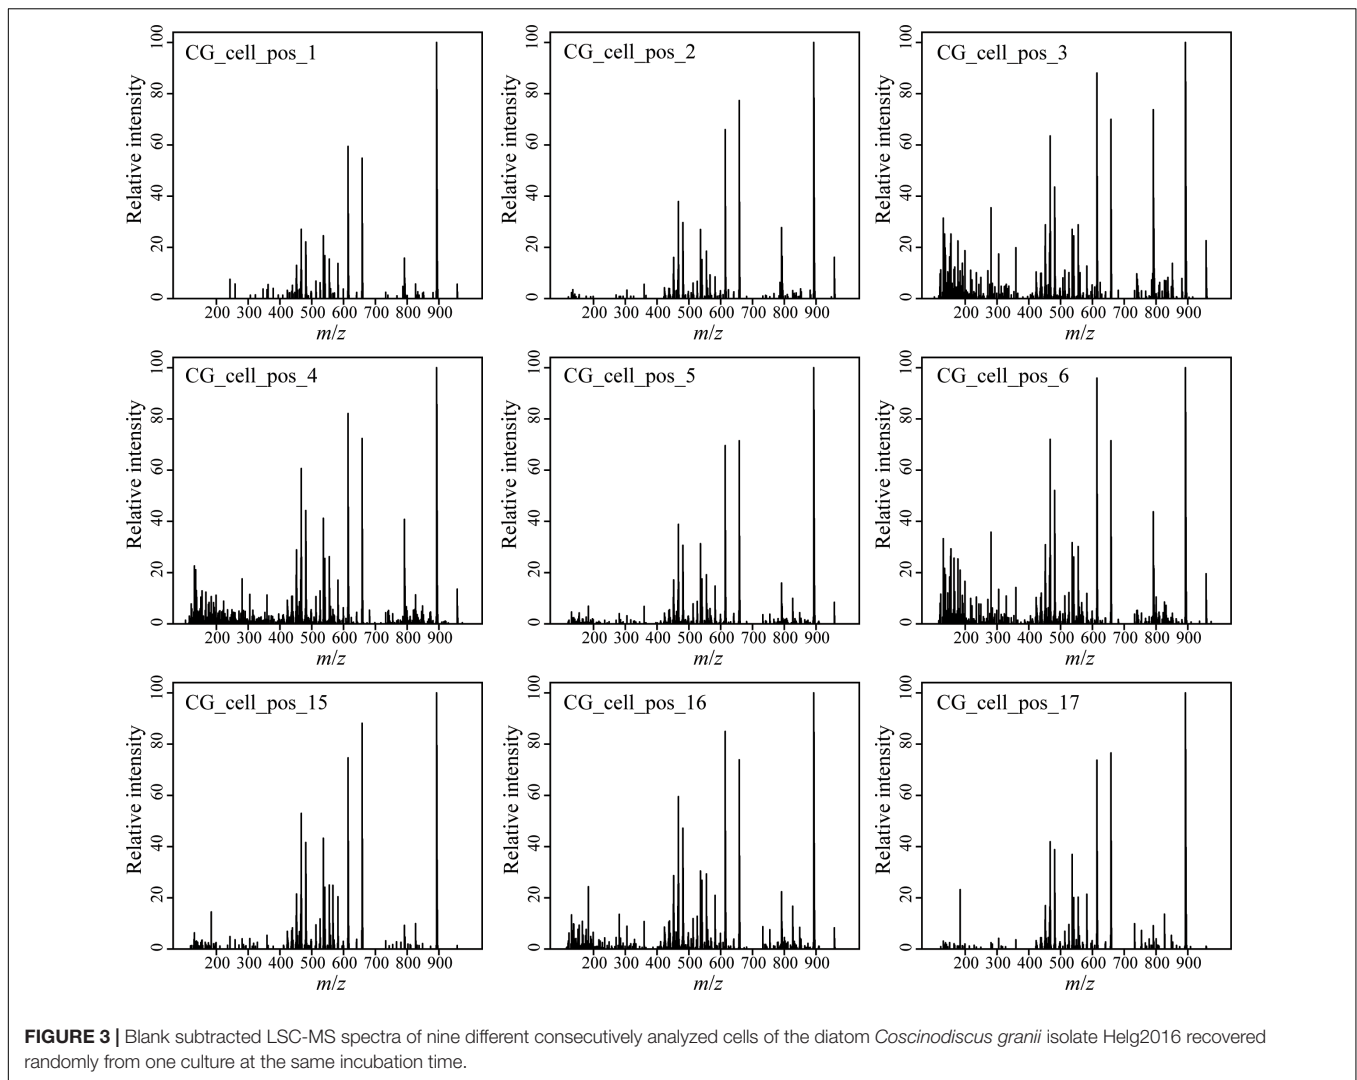 CG_cell_pos_1
Relative intensity
100
80
60
40
20
0
200 300 400 500 600 700 800 900
m/z
CG_cell_pos_2
Relative intensity
100
80
60
40
20
0
200 300 400 500 600 700 800 900
m/z
CG_cell_pos_3
Relative intensity
100
80
60
40
20
0
200 300 400 500 600 700 800 900
m/z
CG_cell_pos_4
Relative intensity
100
80
60
40
20
0
200 300 400 500 600 700 800 900
m/z
CG_cell_pos_5
Relative intensity
100
80
60
40
20
0
200 300 400 500 600 700 800 900
m/z
CG_cell_pos_6
Relative intensity
100
80
60
40
20
0
200 300 400 500 600 700 800 900
m/z
CG_cell_pos_15
Relative intensity
100
80
60
40
20
0
200 300 400 500 600 700 800 900
m/z
CG_cell_pos_16
Relative intensity
100
80
60
40
20
0
200 300 400 500 600 700 800 900
m/z
CG_cell_pos_17
Relative intensity
100
80
60
40
20
0
200 300 400 500 600 700 800 900
m/z
FIGURE 3 | Blank subtracted LSC-MS spectra of nine different consecutively analyzed cells of the diatom Coscinodiscus granii isolate Helg2016 recovered
randomly from one culture at the same incubation time.